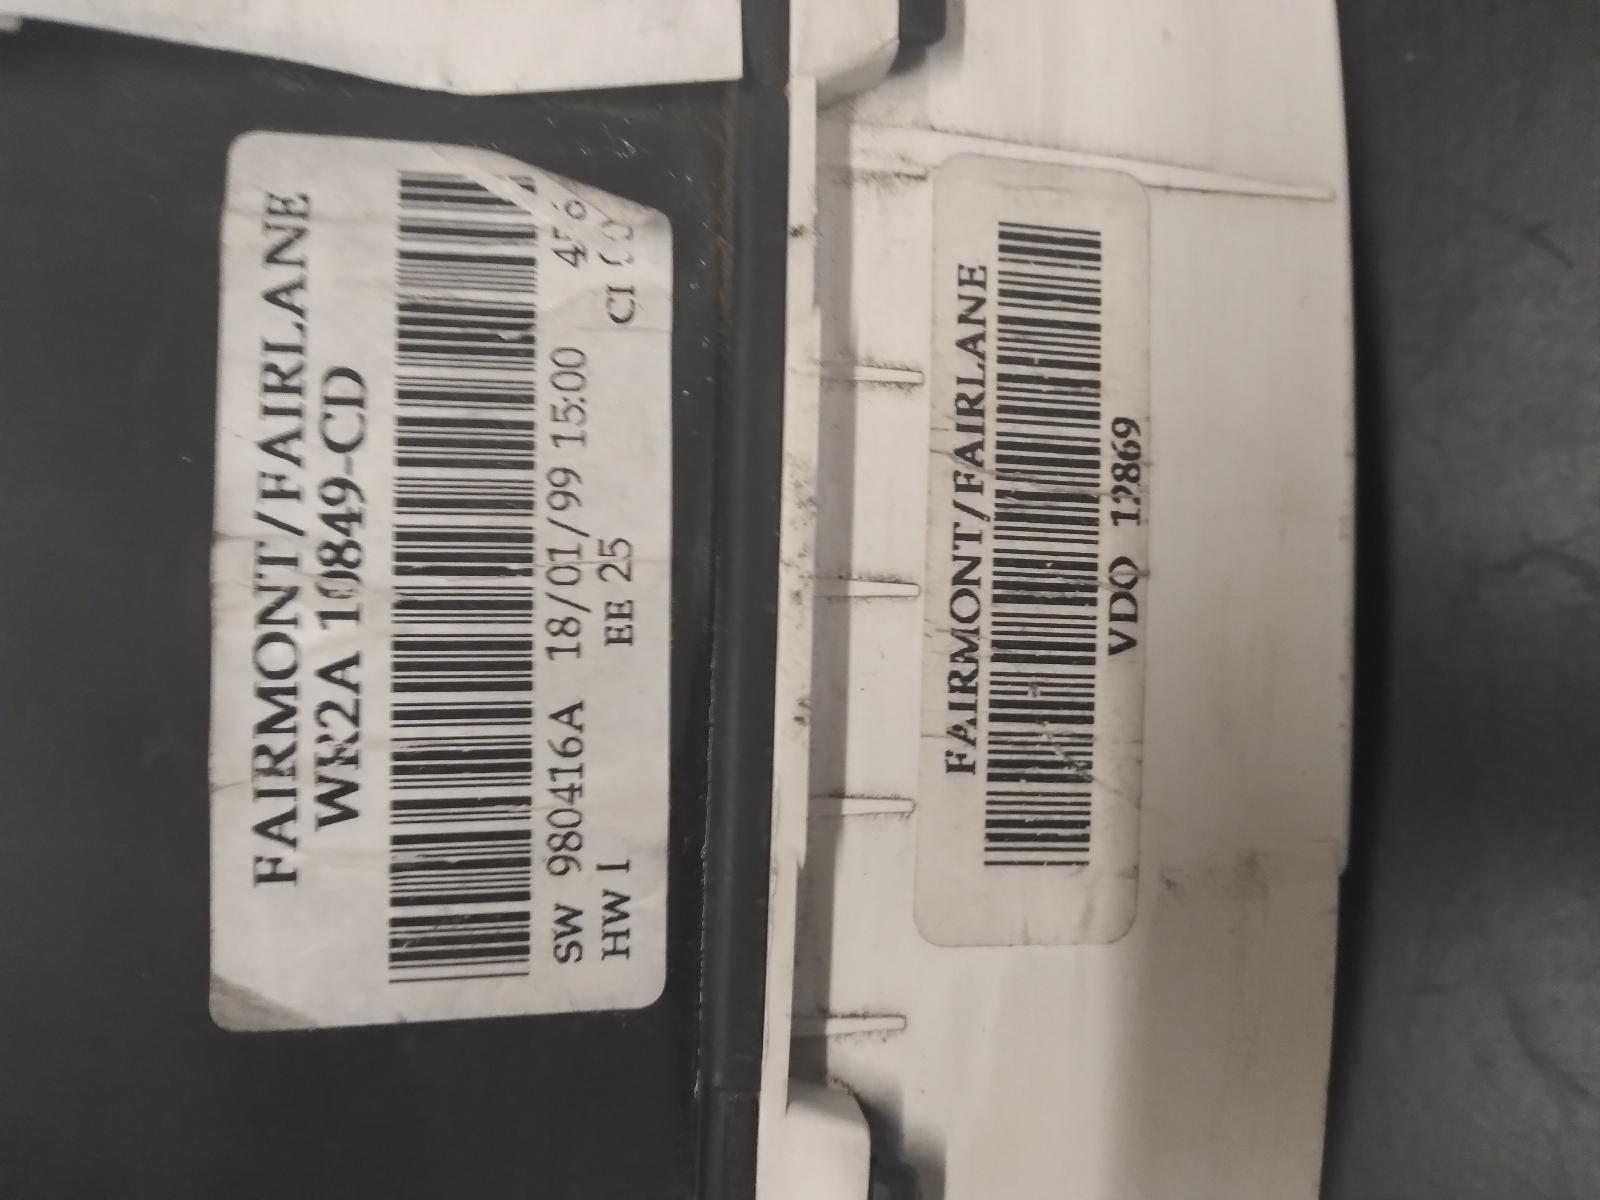 FAIRMONT/FAIRLANE
WR2A 10849-CD
SW 980416A 18/01/99 15:00
HW I EE 25 CI
FAIRMONT/FAIRLANE
VDO 12869